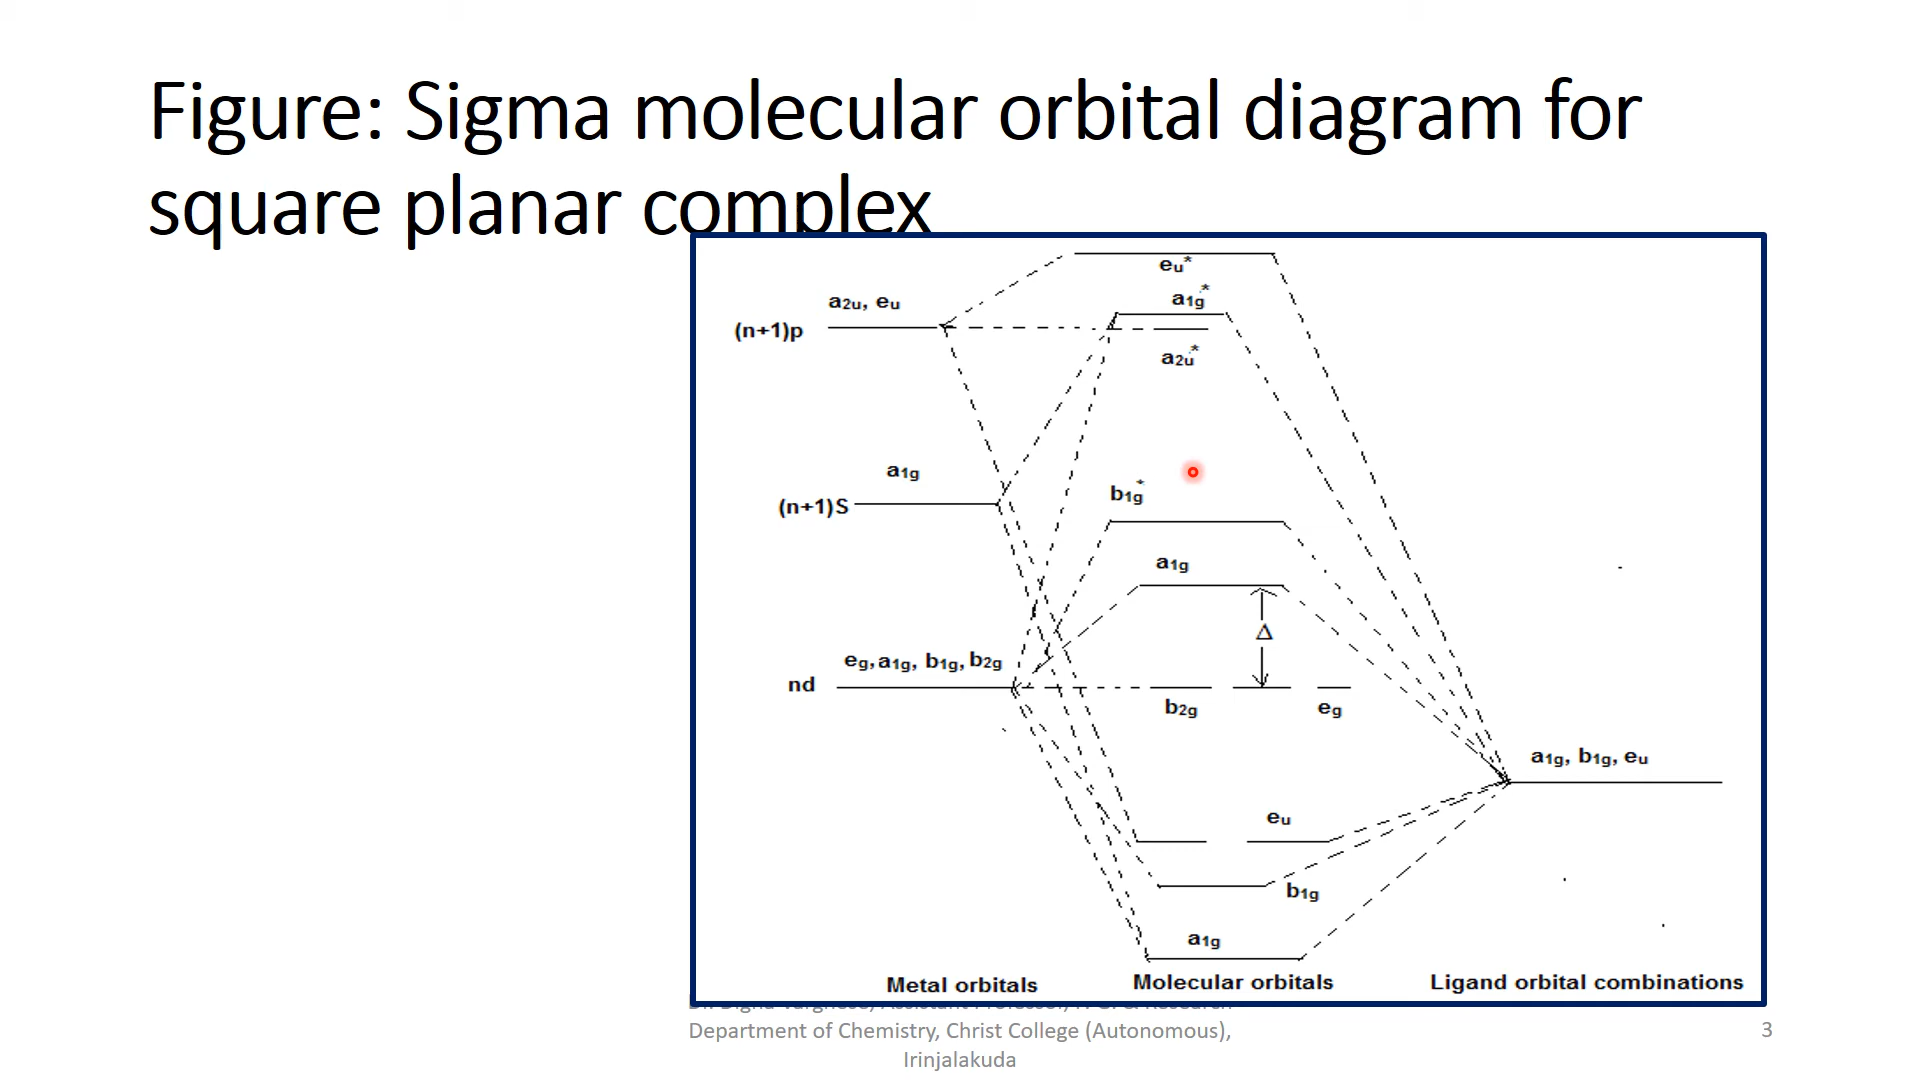 Figure: Sigma molecular orbital diagram for
square planar complex
eu*
a1g*
a2u, eu
(n+1)p
a2u*
a1g
(n+1)S
b1g*
a1g
Δ
eg, a1g, b1g, b2g
nd
b2g
eg
a1g, b1g, eu
eu
b1g
a1g
Metal orbitals
Molecular orbitals
Ligand orbital combinations
Department of Chemistry, Christ College (Autonomous),
Irinjalakuda
3